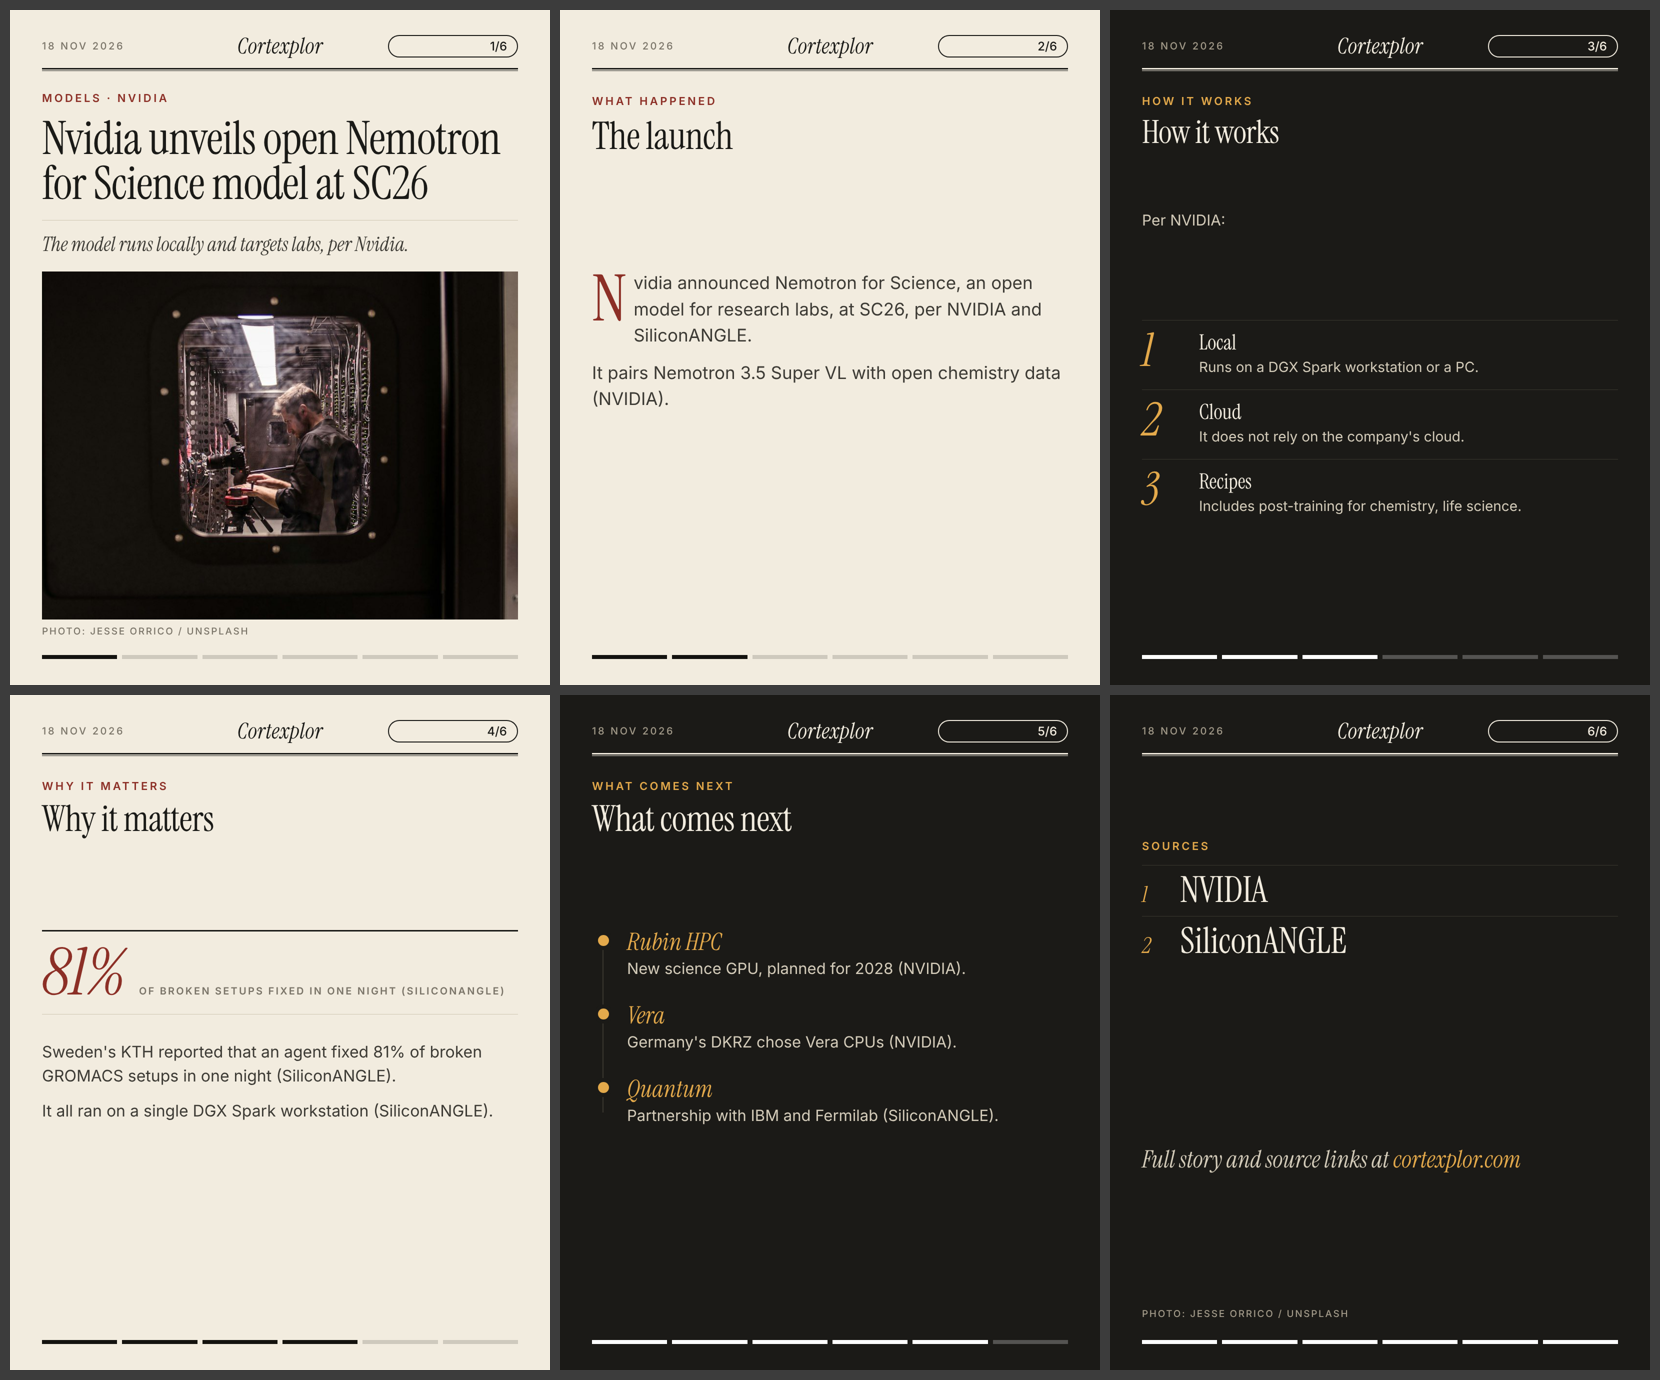 18 NOV 2026
Cortexplor
1/6
MODELS · NVIDIA
Nvidia unveils open Nemotron
for Science model at SC26
The model runs locally and targets labs, per Nvidia.
PHOTO: JESSE ORRICO / UNSPLASH
18 NOV 2026
Cortexplor
2/6
WHAT HAPPENED
The launch
Nvidia announced Nemotron for Science, an open
model for research labs, at SC26, per NVIDIA and
SiliconANGLE.
It pairs Nemotron 3.5 Super VL with open chemistry data
(NVIDIA).
18 NOV 2026
Cortexplor
3/6
HOW IT WORKS
How it works
Per NVIDIA:
1
Local
Runs on a DGX Spark workstation or a PC.
2
Cloud
It does not rely on the company's cloud.
3
Recipes
Includes post-training for chemistry, life science.
18 NOV 2026
Cortexplor
4/6
WHY IT MATTERS
Why it matters
81% OF BROKEN SETUPS FIXED IN ONE NIGHT (SILICONANGLE)
Sweden's KTH reported that an agent fixed 81% of broken
GROMACS setups in one night (SiliconANGLE).
It all ran on a single DGX Spark workstation (SiliconANGLE).
18 NOV 2026
Cortexplor
5/6
WHAT COMES NEXT
What comes next
Rubin HPC
New science GPU, planned for 2028 (NVIDIA).
Vera
Germany's DKRZ chose Vera CPUs (NVIDIA).
Quantum
Partnership with IBM and Fermilab (SiliconANGLE).
18 NOV 2026
Cortexplor
6/6
SOURCES
1 NVIDIA
2 SiliconANGLE
Full story and source links at cortexplor.com
PHOTO: JESSE ORRICO / UNSPLASH